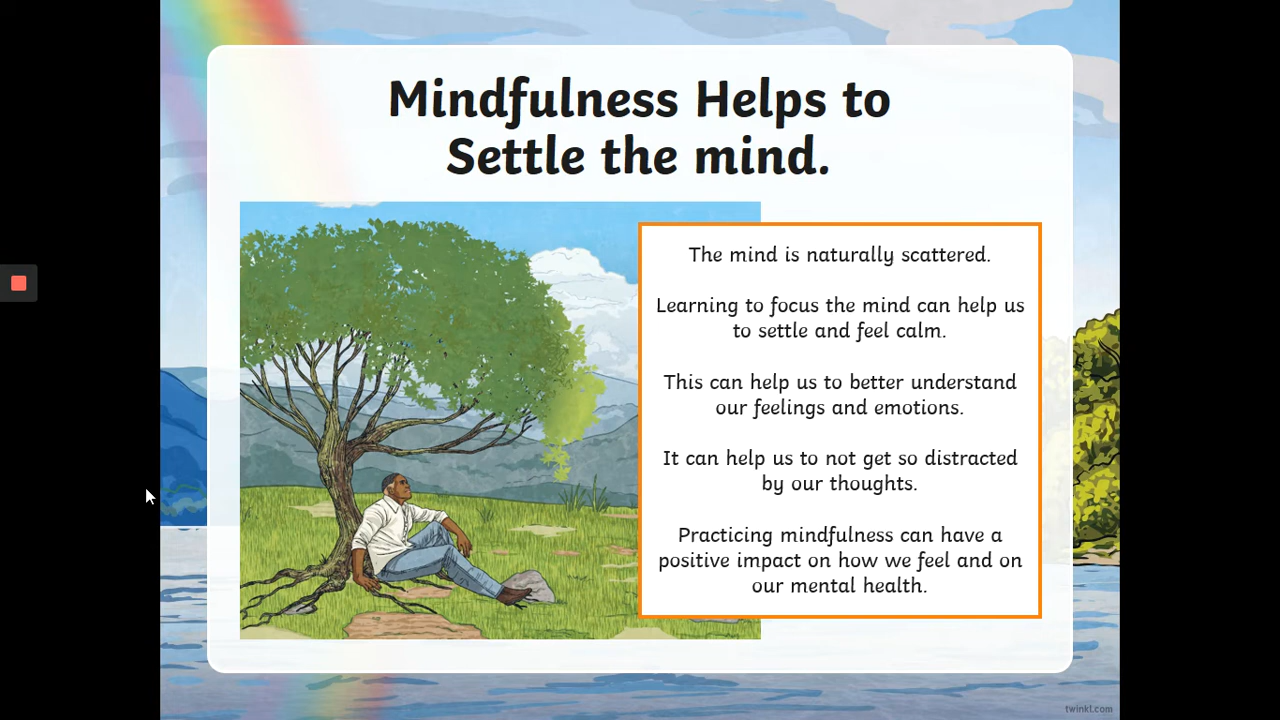 Mindfulness Helps to
Settle the mind.
The mind is naturally scattered.
Learning to focus the mind can help us
to settle and feel calm.
This can help us to better understand
our feelings and emotions.
It can help us to not get so distracted
by our thoughts.
Practicing mindfulness can have a
positive impact on how we feel and on
our mental health.
twinkl.com